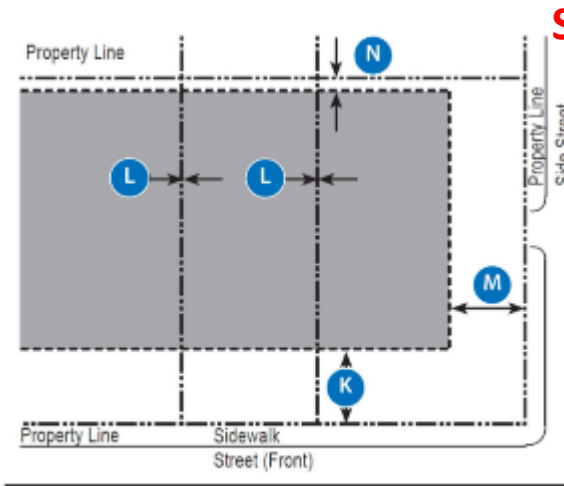 S
Property Line
N
Property Line
Side Street
L
L
M
K
Property Line
Sidewalk
Street (Front)